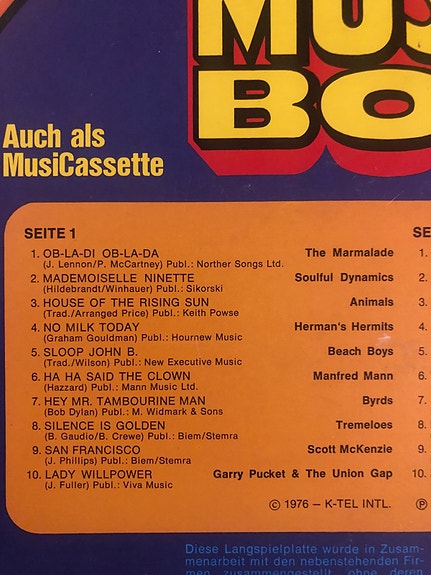 MUS
BO
Auch als
MusiCassette
SEITE 1
SE
1. OB-LA-DI OB-LA-DA The Marmalade 1.
(J. Lennon/P. McCartney) Publ.: Norther Songs Ltd.
2. MADEMOISELLE NINETTE Soulful Dynamics 2.
(Hildebrandt/Winhauer) Publ.: Sikorski
3. HOUSE OF THE RISING SUN Animals 3.
(Trad./Arranged Price) Publ.: Keith Powse
4. NO MILK TODAY Herman's Hermits 4.
(Graham Gouldman) Publ.: Hournew Music
5. SLOOP JOHN B. Beach Boys 5.
(Trad./Wilson) Publ.: New Executive Music
6. HA HA SAID THE CLOWN Manfred Mann 6.
(Hazzard) Publ.: Mann Music Ltd.
7. HEY MR. TAMBOURINE MAN Byrds 7.
(Bob Dylan) Publ.: M. Widmark & Sons
8. SILENCE IS GOLDEN Tremeloes 8.
(B. Gaudio/B. Crewe) Publ.: Biem/Stemra
9. SAN FRANCISCO Scott McKenzie 9.
(J. Phillips) Publ.: Biem/Stemra
10. LADY WILLPOWER Garry Pucket & The Union Gap 10.
(J. Fuller) Publ.: Viva Music
© 1976 – K-TEL INTL. ℗
Diese Langspielplatte wurde in Zusam-
menarbeit mit den nebenstehenden Fir-
men zusammengestellt, ohne deren